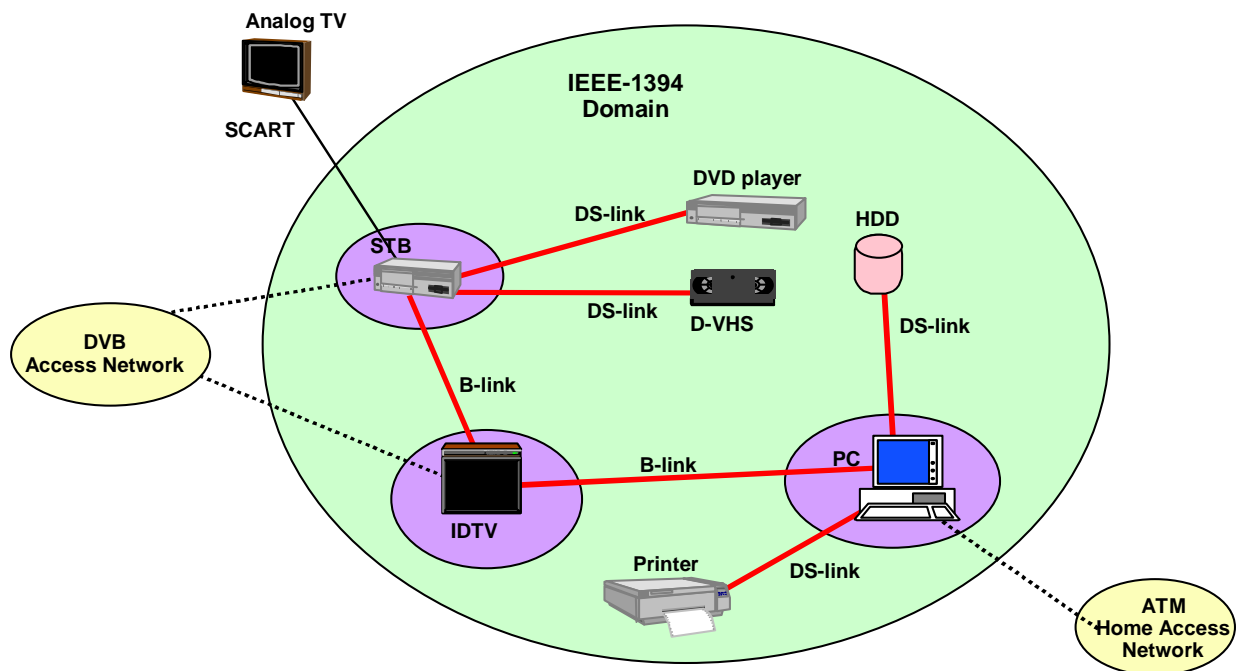 Analog TV
IEEE-1394
Domain
SCART
DVD player
DS-link
HDD
STB
DS-link
D-VHS
DS-link
DVB
Access Network
B-link
B-link
PC
IDTV
Printer
DS-link
ATM
Home Access
Network